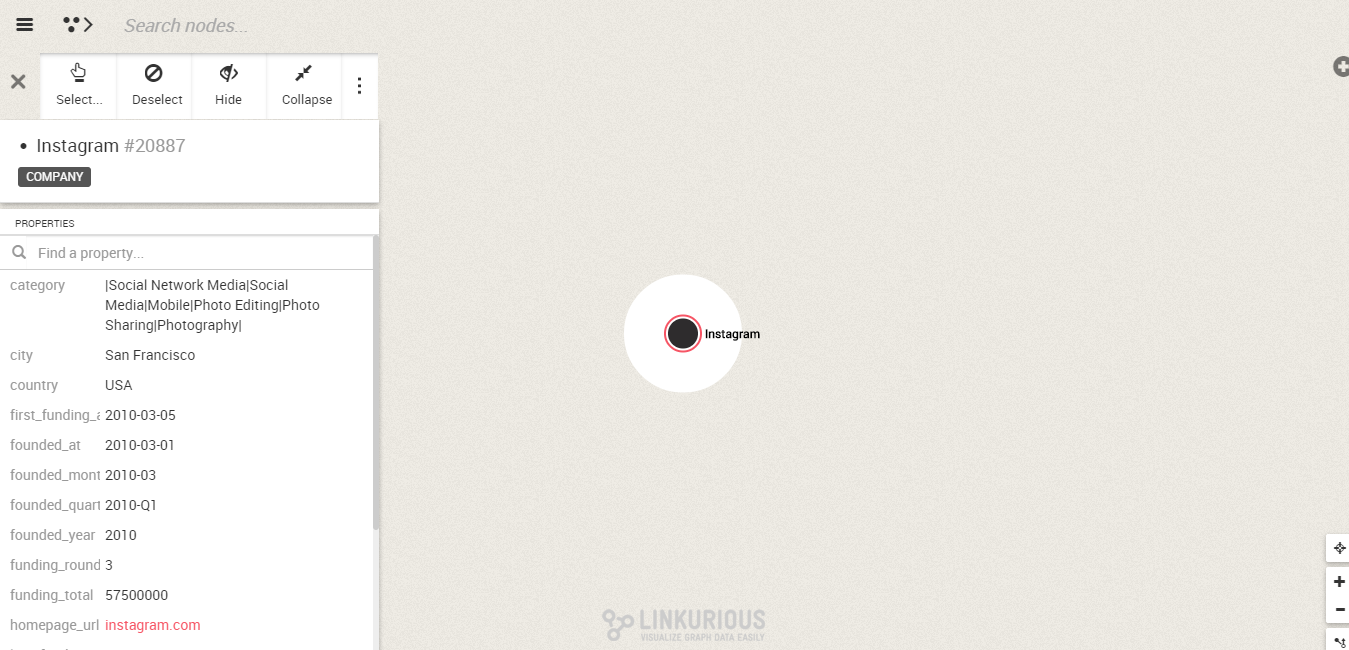 Search nodes...
Select...
Deselect
Hide
Collapse
Instagram #20887
COMPANY
PROPERTIES
Find a property...
category |Social Network Media|Social
Media|Mobile|Photo Editing|Photo
Sharing|Photography|
city San Francisco
country USA
first_funding_a 2010-03-05
founded_at 2010-03-01
founded_mont 2010-03
founded_quart 2010-Q1
founded_year 2010
funding_round 3
funding_total 57500000
homepage_url instagram.com
Instagram
LINKURIOUS
VISUALIZE GRAPH DATA EASILY